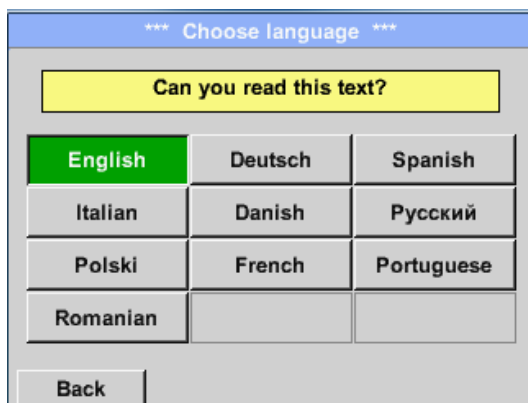 *** Choose language ***
Can you read this text?
English Deutsch Spanish
Italian Danish Русский
Polski French Portuguese
Romanian
Back